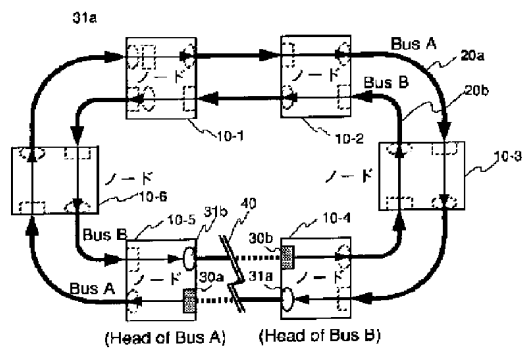 31a
ノード
ノード
Bus A
20a
Bus B
20b
10-1
10-2
10-3
ノード
ノード
10-6
10-5
31b
40
10-4
30b
Bus B
30a
31a
ノード
ノード
Bus A
(Head of Bus A)
(Head of Bus B)